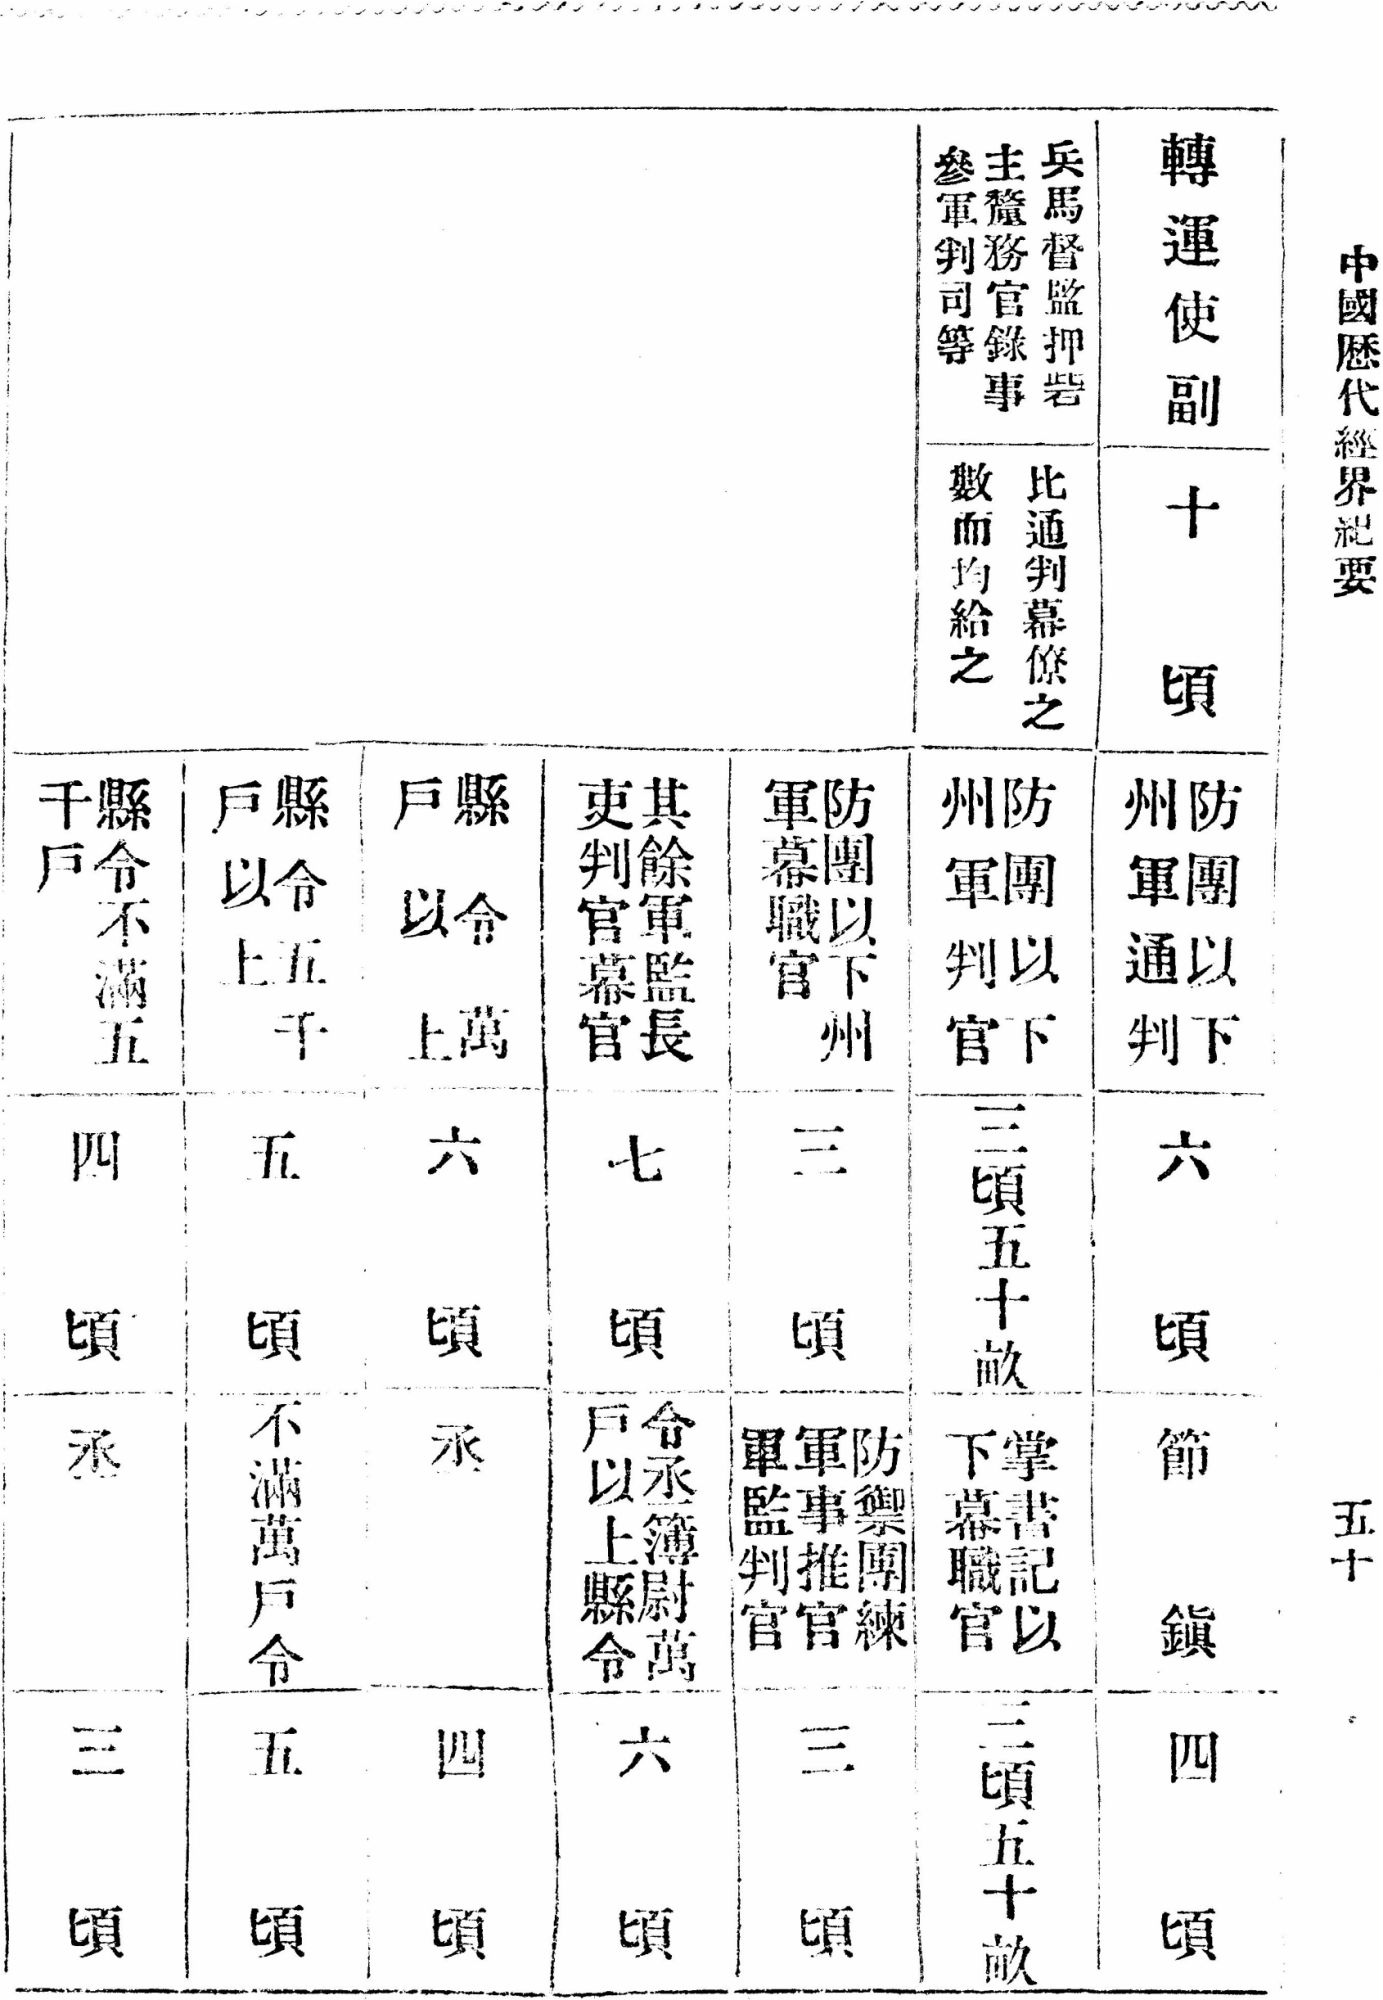 中國歷代經界紀要
五十
轉運使副
十頃
防團以下
州軍通判
六頃
節鎭
四頃
兵馬督監押砦
主釐務官錄事
參軍判司等
比通判幕僚之
數而均給之
防團以下
州軍判官
三頃五十畝
掌書記以
下幕職官
三頃五十畝
防團以下州
軍幕職官
三頃
防禦團練
軍事推官
軍監判官
三頃
其餘軍監長
吏判官幕官
七頃
令丞簿尉萬
戶以上縣令
六頃
縣令萬
戶以上
六頃
丞
四頃
縣令五千
戶以上
五頃
不滿萬戶令
五頃
縣令不滿五
千戶
四頃
丞
三頃